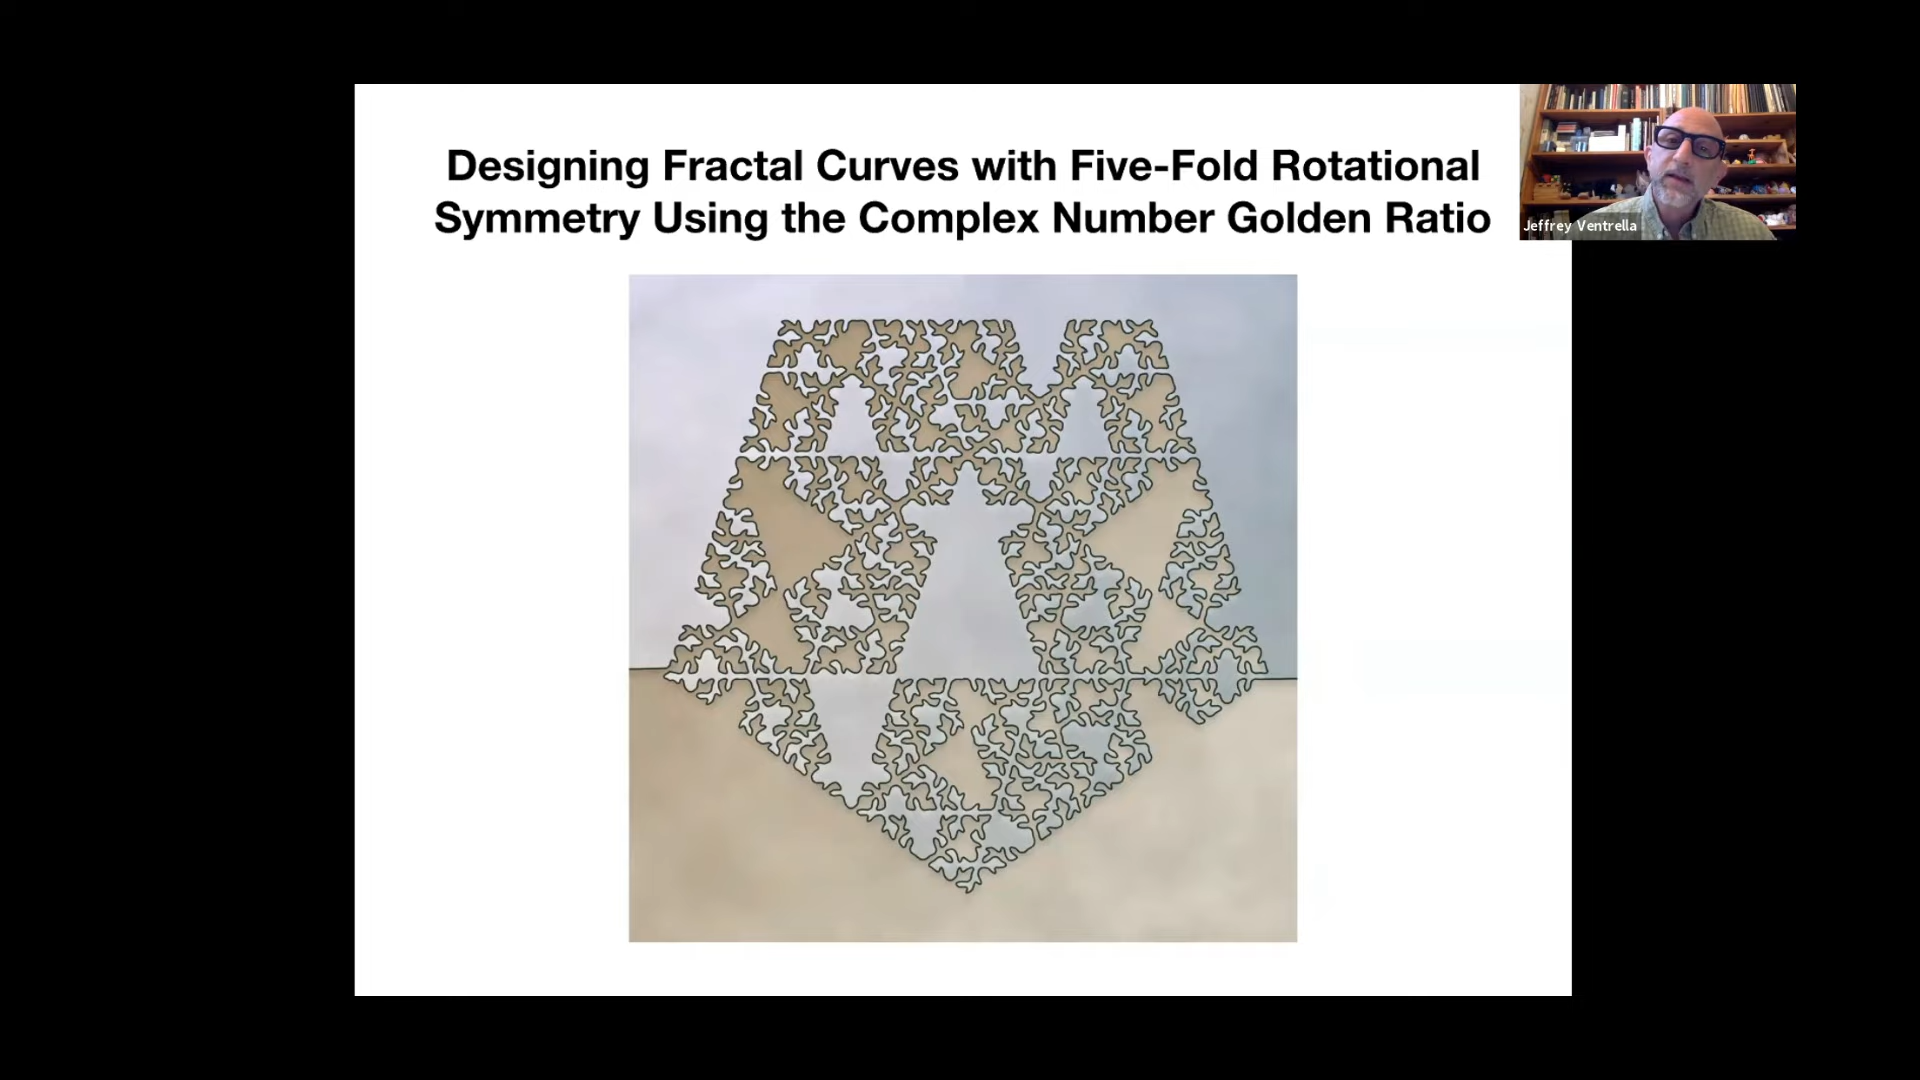 Designing Fractal Curves with Five-Fold Rotational
Symmetry Using the Complex Number Golden Ratio
Jeffrey Ventrella